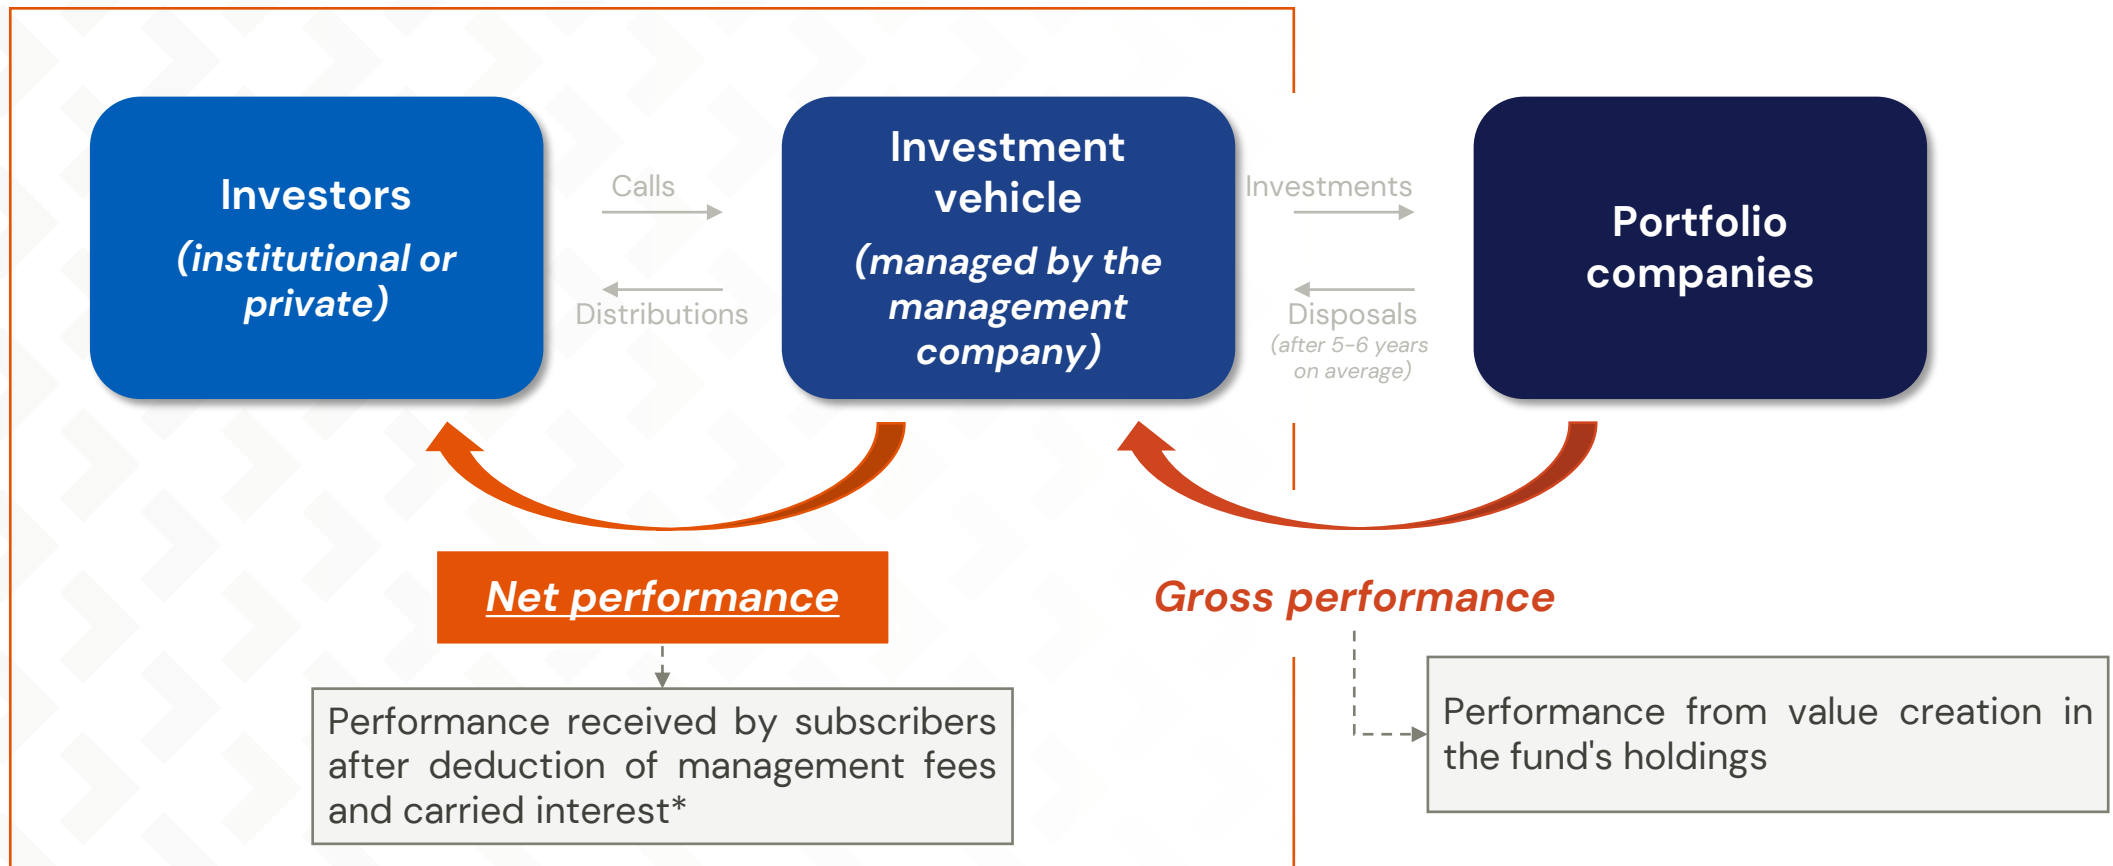 Investors
(institutional or
private)
Calls
Distributions
Investment
vehicle
(managed by the
management
company)
Investments
Disposals
(after 5-6 years
on average)
Portfolio
companies
Net performance
Performance received by subscribers
after deduction of management fees
and carried interest*
Gross performance
Performance from value creation in
the fund's holdings